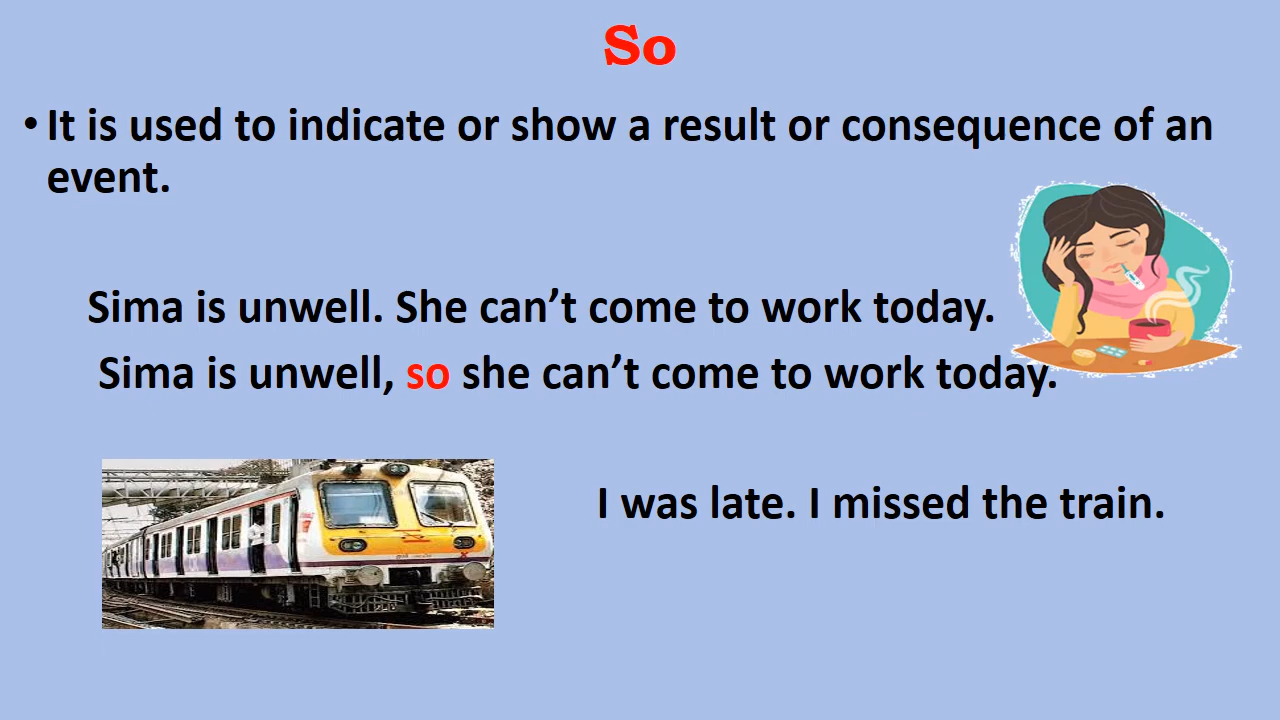 So
• It is used to indicate or show a result or consequence of an
event.
Sima is unwell. She can’t come to work today.
Sima is unwell, so she can’t come to work today.
I was late. I missed the train.